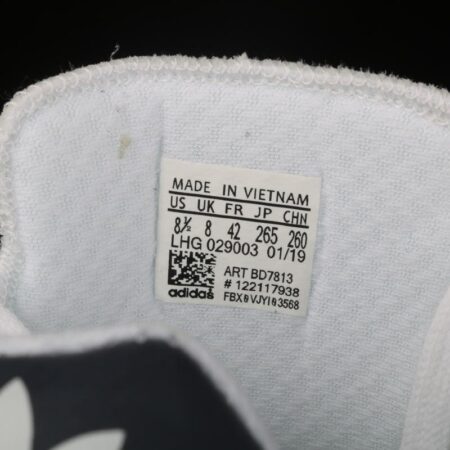 MADE IN VIETNAM
US UK FR JP CHN
8½ 8 42 265 260
LHG 029003 01/19
ART BD7813
# 122117938
adidas FBX0VJYI03568